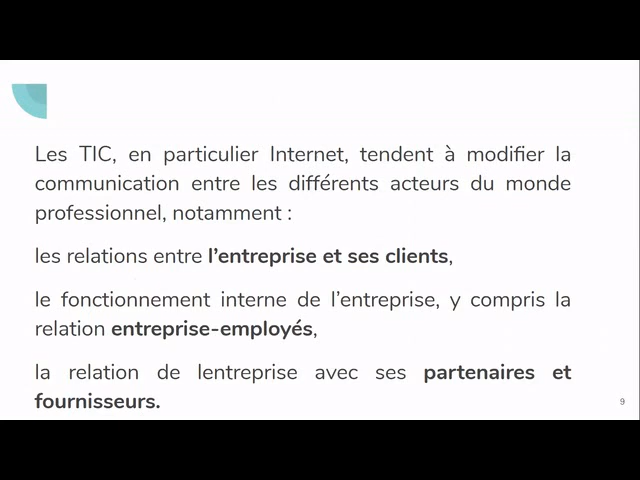 Les TIC, en particulier Internet, tendent à modifier la
communication entre les différents acteurs du monde
professionnel, notamment :
les relations entre l’entreprise et ses clients,
le fonctionnement interne de l’entreprise, y compris la
relation entreprise-employés,
la relation de lentreprise avec ses partenaires et
fournisseurs.
9